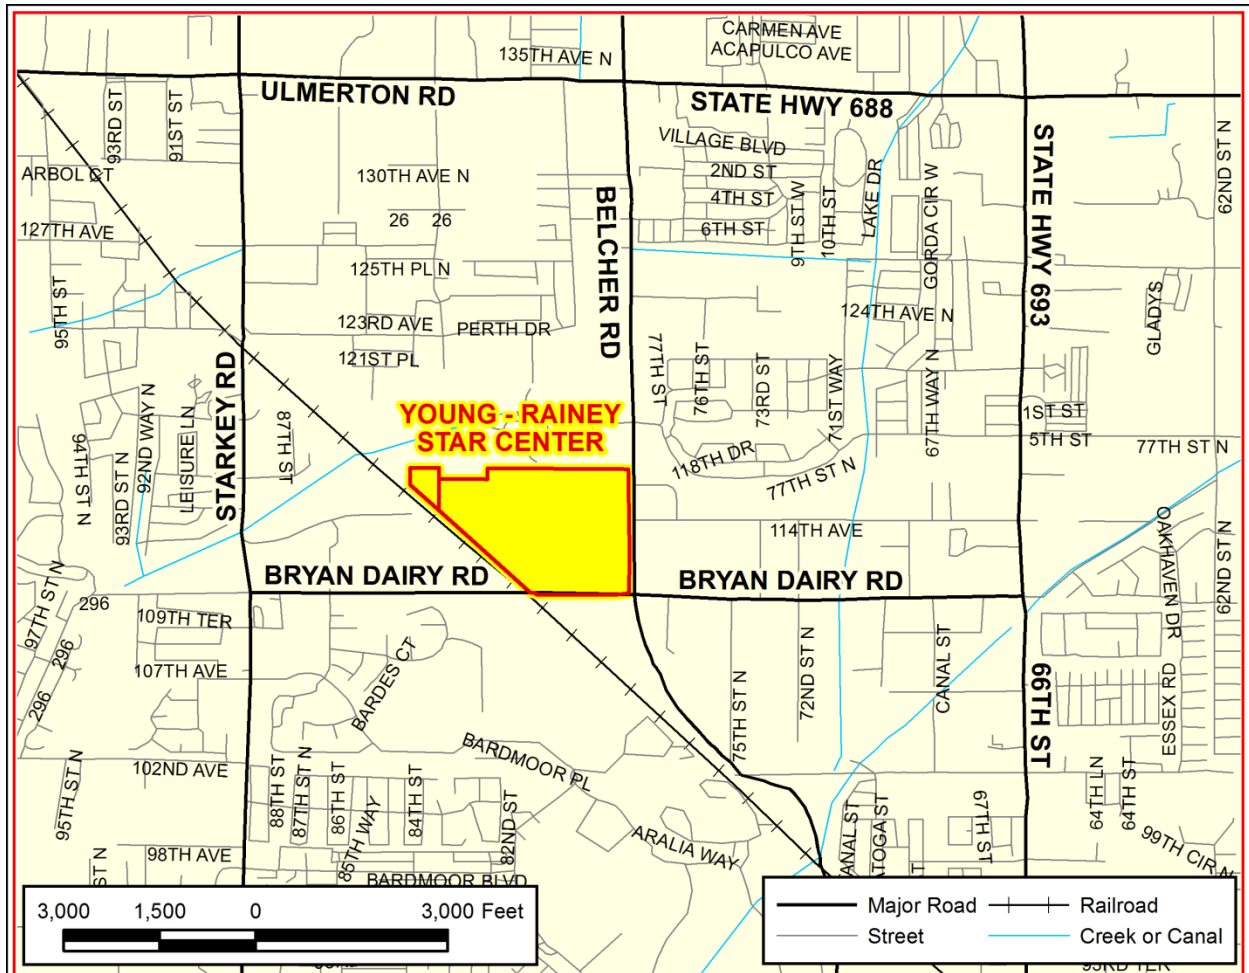 CARMEN AVE
ACAPULCO AVE
135TH AVE N
ULMERTON RD
STATE HWY 688
93RD ST
91ST ST
VILLAGE BLVD
STATE HWY 693
62ND ST N
ARBOL CT
130TH AVE N
2ND ST
4TH ST
6TH ST
9TH ST W
10TH ST
LAKE DR
GORDA CIR W
26 26
127TH AVE
BELCHER RD
125TH PL N
95TH ST
123RD AVE
PERTH DR
124TH AVE N
GLADYS
121ST PL
77TH ST
76TH ST
73RD ST
71ST WAY
67TH WAY N
STARKEY RD
1ST ST
5TH ST
77TH ST N
94TH ST N
93RD ST N
92ND WAY N
LEISURE LN
87TH ST
YOUNG - RAINEY
STAR CENTER
118TH DR
77TH ST N
114TH AVE
OAKHAVEN DR
62ND ST N
BRYAN DAIRY RD
BRYAN DAIRY RD
97TH ST N
296
296
296
109TH TER
107TH AVE
BARDES CT
75TH ST N
72ND ST N
CANAL ST
66TH ST
ESSEX RD
102ND AVE
BARDMOOR PL
95TH ST N
88TH ST
87TH ST N
86TH ST
85TH WAY
84TH ST
82ND ST
ARALIA WAY
CANAL ST
67TH ST
64TH LN
64TH ST
99TH CIR N
98TH AVE
ST N
BARDMOOR BLVD
3,000 1,500 0 3,000 Feet
Major Road
Railroad
Street
Creek or Canal